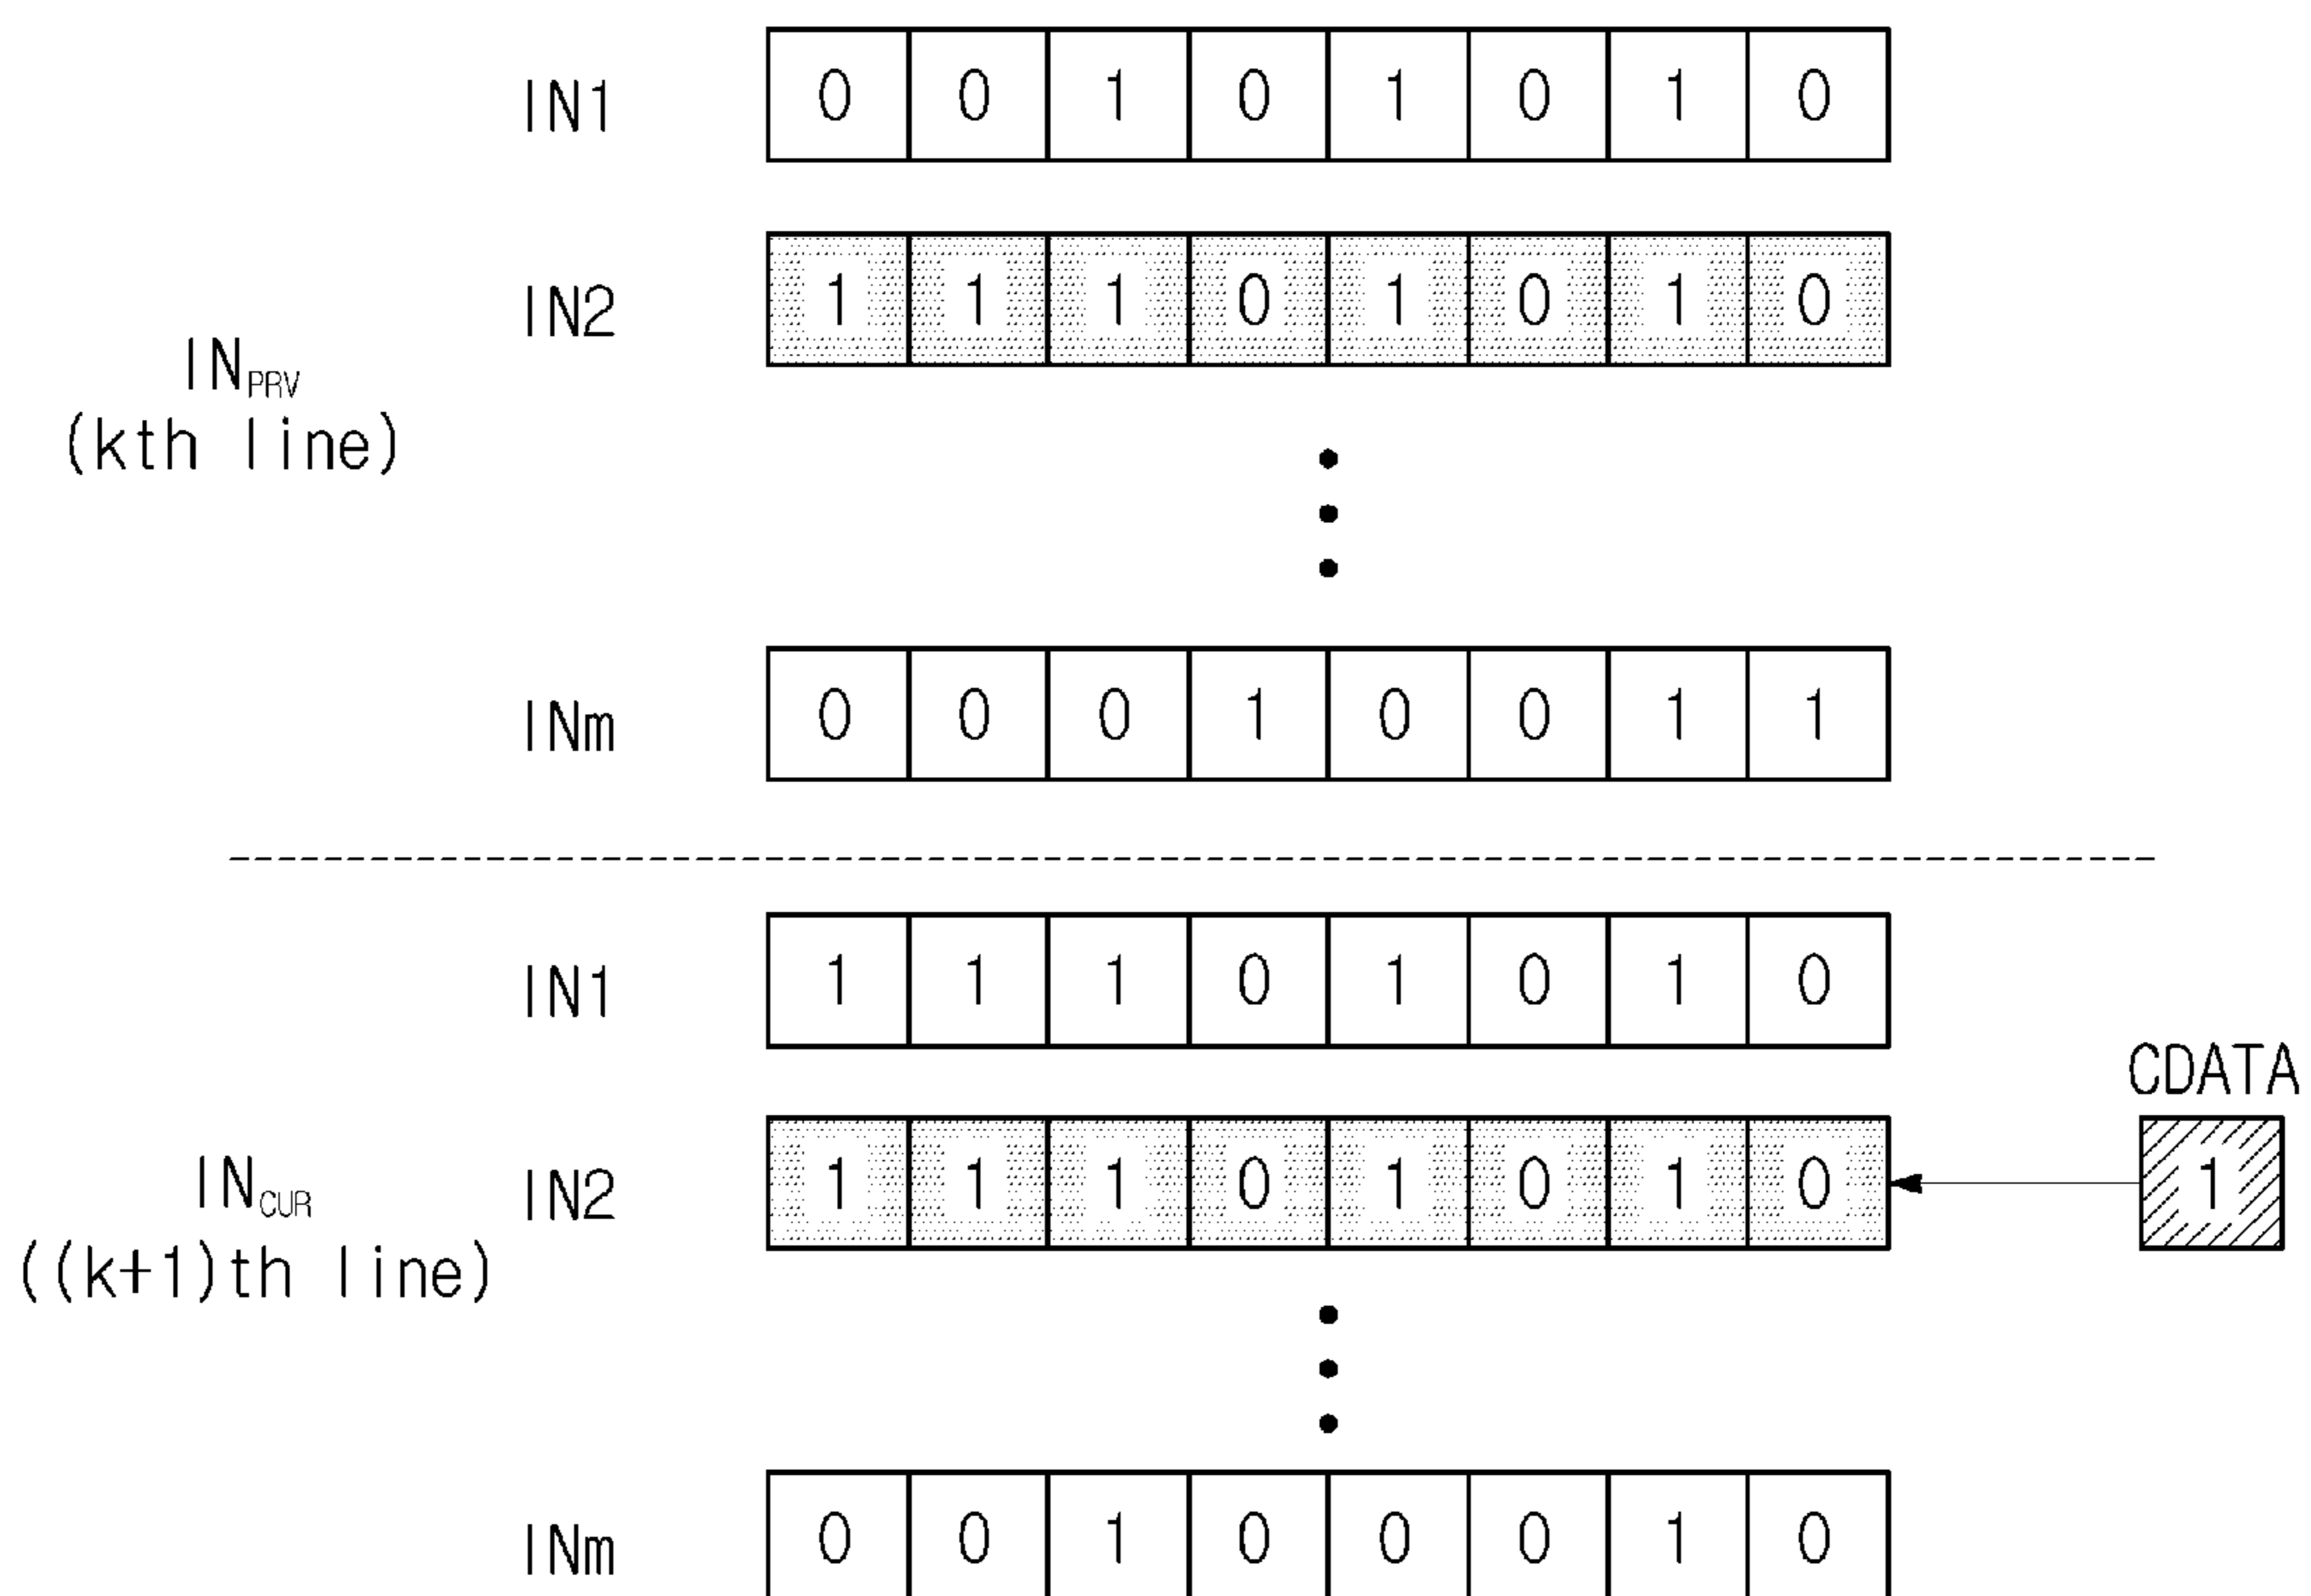 IN1 0 0 1 0 1 0 1 0
IN2 1 1 1 0 1 0 1 0
INPRV
(kth line)
INm 0 0 0 1 0 0 1 1
IN1 1 1 1 0 1 0 1 0
CDATA
INCUR IN2 1 1 1 0 1 0 1 0 1
((k+1)th line)
INm 0 0 1 0 0 0 1 0